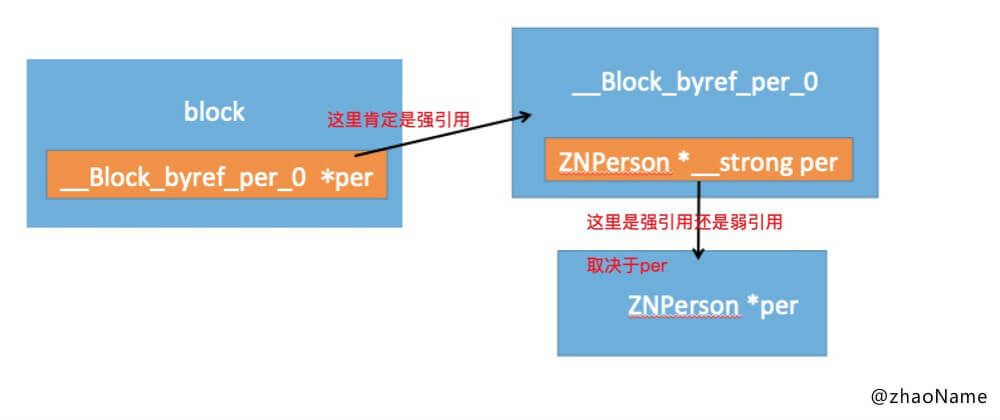 block
__Block_byref_per_0 *per
这里肯定是强引用
__Block_byref_per_0
ZNPerson *__strong per
这里是强引用还是弱引用
取决于per
ZNPerson *per
@zhaoName